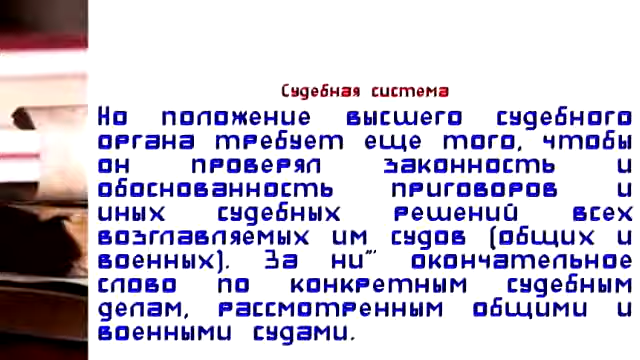 Судебная система
Но положение высшего судебного
органа требует еще того, чтобы
он проверял законность и
обоснованность приговоров и
иных судебных решений всех
возглавляемых им судов (общих и
военных). За ни"' окончательное
слово по конкретным судебным
делам, рассмотренным общими и
военными судами.